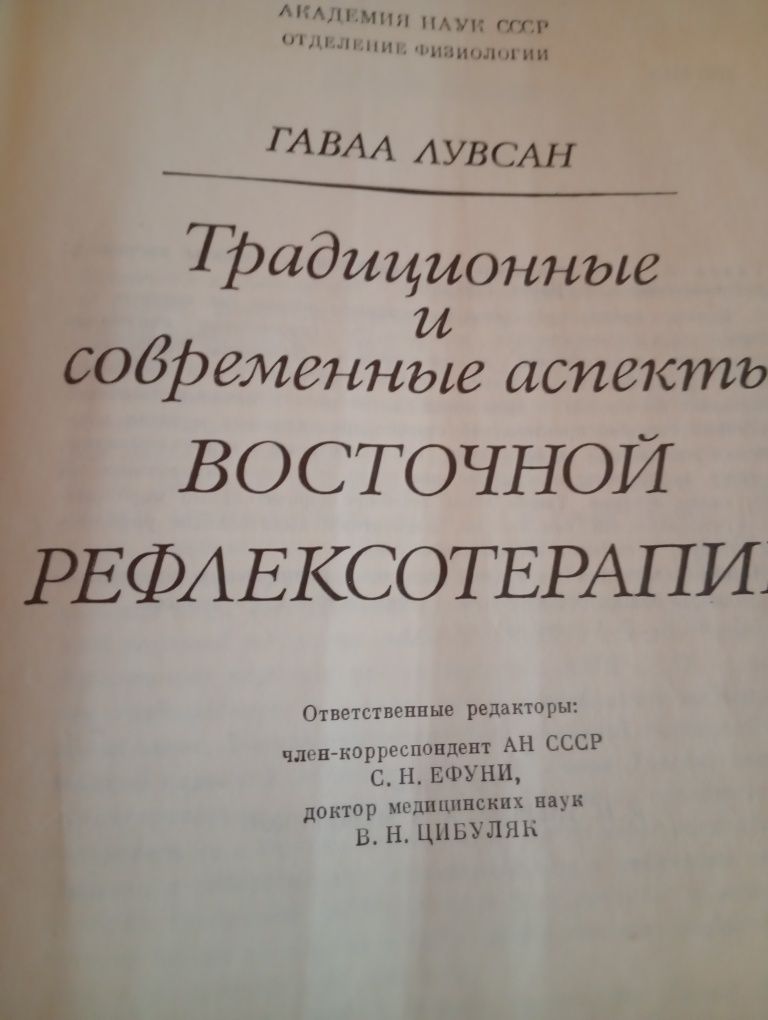 АКАДЕМИЯ НАУК СССР
ОТДЕЛЕНИЕ ФИЗИОЛОГИИ
ГАВАА ЛУВСАН
Традиционные
и
современные аспекты
ВОСТОЧНОЙ
РЕФЛЕКСОТЕРАПИИ
Ответственные редакторы:
член-корреспондент АН СССР
С. Н. ЕФУНИ,
доктор медицинских наук
В. Н. ЦИБУЛЯК